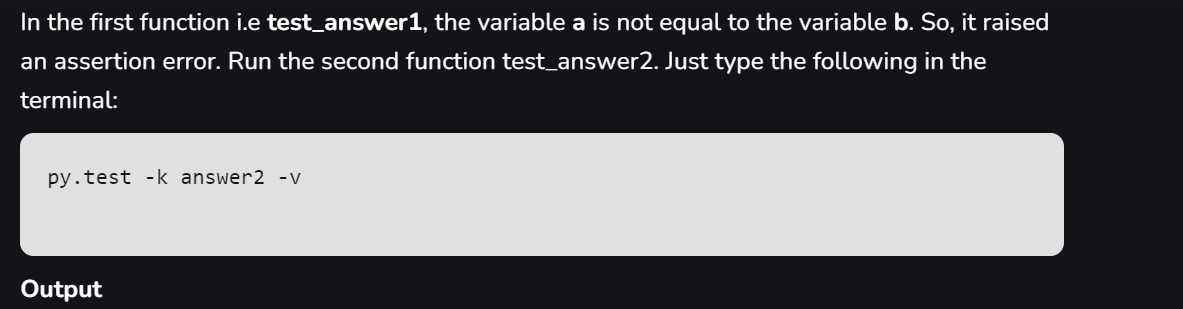 In the first function i.e test_answer1, the variable a is not equal to the variable b. So, it raised
an assertion error. Run the second function test_answer2. Just type the following in the
terminal:
py.test -k answer2 -v
Output